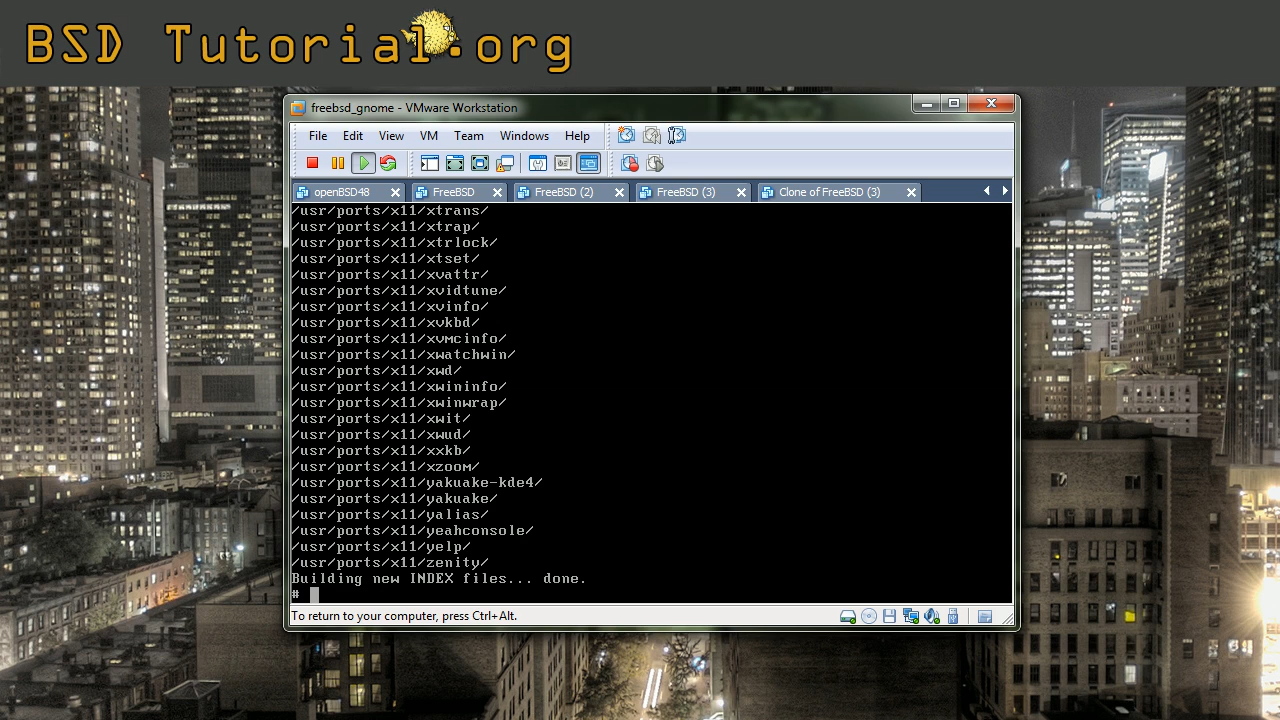 BSD Tutorial.org
freebsd_gnome - VMware Workstation
File Edit View VM Team Windows Help
openBSD48 FreeBSD FreeBSD (2) FreeBSD (3) Clone of FreeBSD (3)
/usr/ports/x11/xtrans/
/usr/ports/x11/xtrap/
/usr/ports/x11/xtrlock/
/usr/ports/x11/xtset/
/usr/ports/x11/xvattr/
/usr/ports/x11/xvidtune/
/usr/ports/x11/xvinfo/
/usr/ports/x11/xvkbd/
/usr/ports/x11/xvmcinfo/
/usr/ports/x11/xwatchwin/
/usr/ports/x11/xwd/
/usr/ports/x11/xwininfo/
/usr/ports/x11/xwinwrap/
/usr/ports/x11/xwit/
/usr/ports/x11/xwud/
/usr/ports/x11/xxkb/
/usr/ports/x11/xzoom/
/usr/ports/x11/yakuake-kde4/
/usr/ports/x11/yakuake/
/usr/ports/x11/yalias/
/usr/ports/x11/yeahconsole/
/usr/ports/x11/yelp/
/usr/ports/x11/zenity/
Building new INDEX files... done.
#
To return to your computer, press Ctrl+Alt.